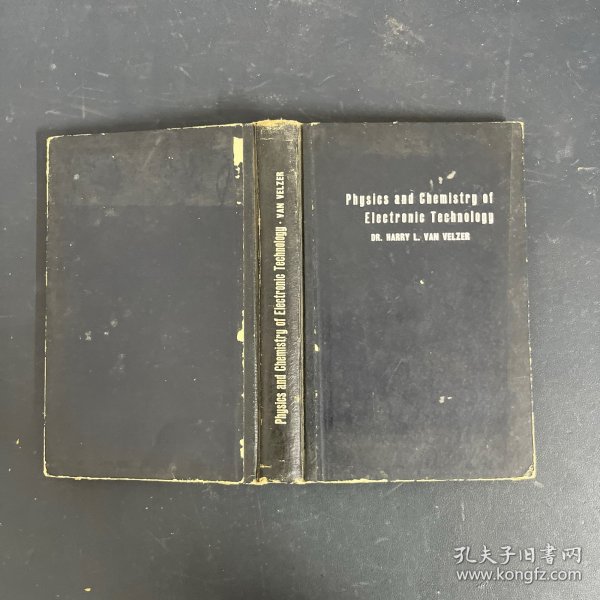 Physics and Chemistry of Electronic Technology · VAN VELZER
Physics and Chemistry of
Electronic Technology
DR. HARRY L. VAN VELZER
孔夫子旧书网
www.kongfz.com